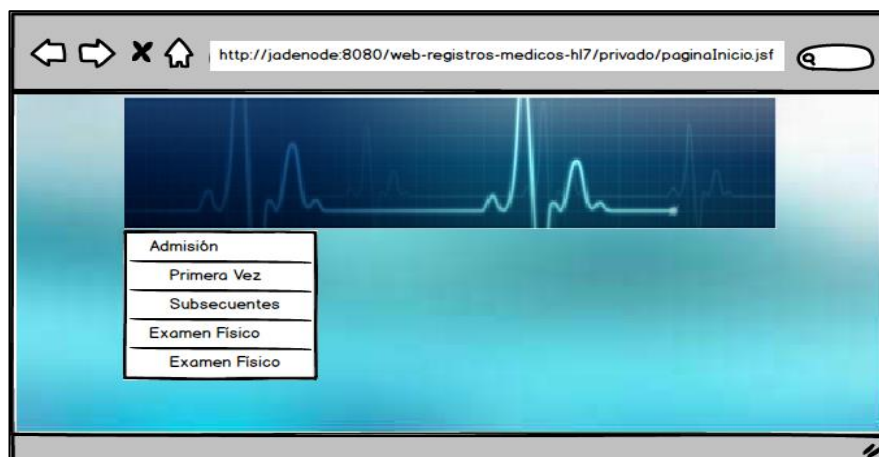 http://jadenode:8080/web-registros-medicos-hl7/privado/paginaInicio.jsf
Admisión
Primera Vez
Subsecuentes
Examen Físico
Examen Físico